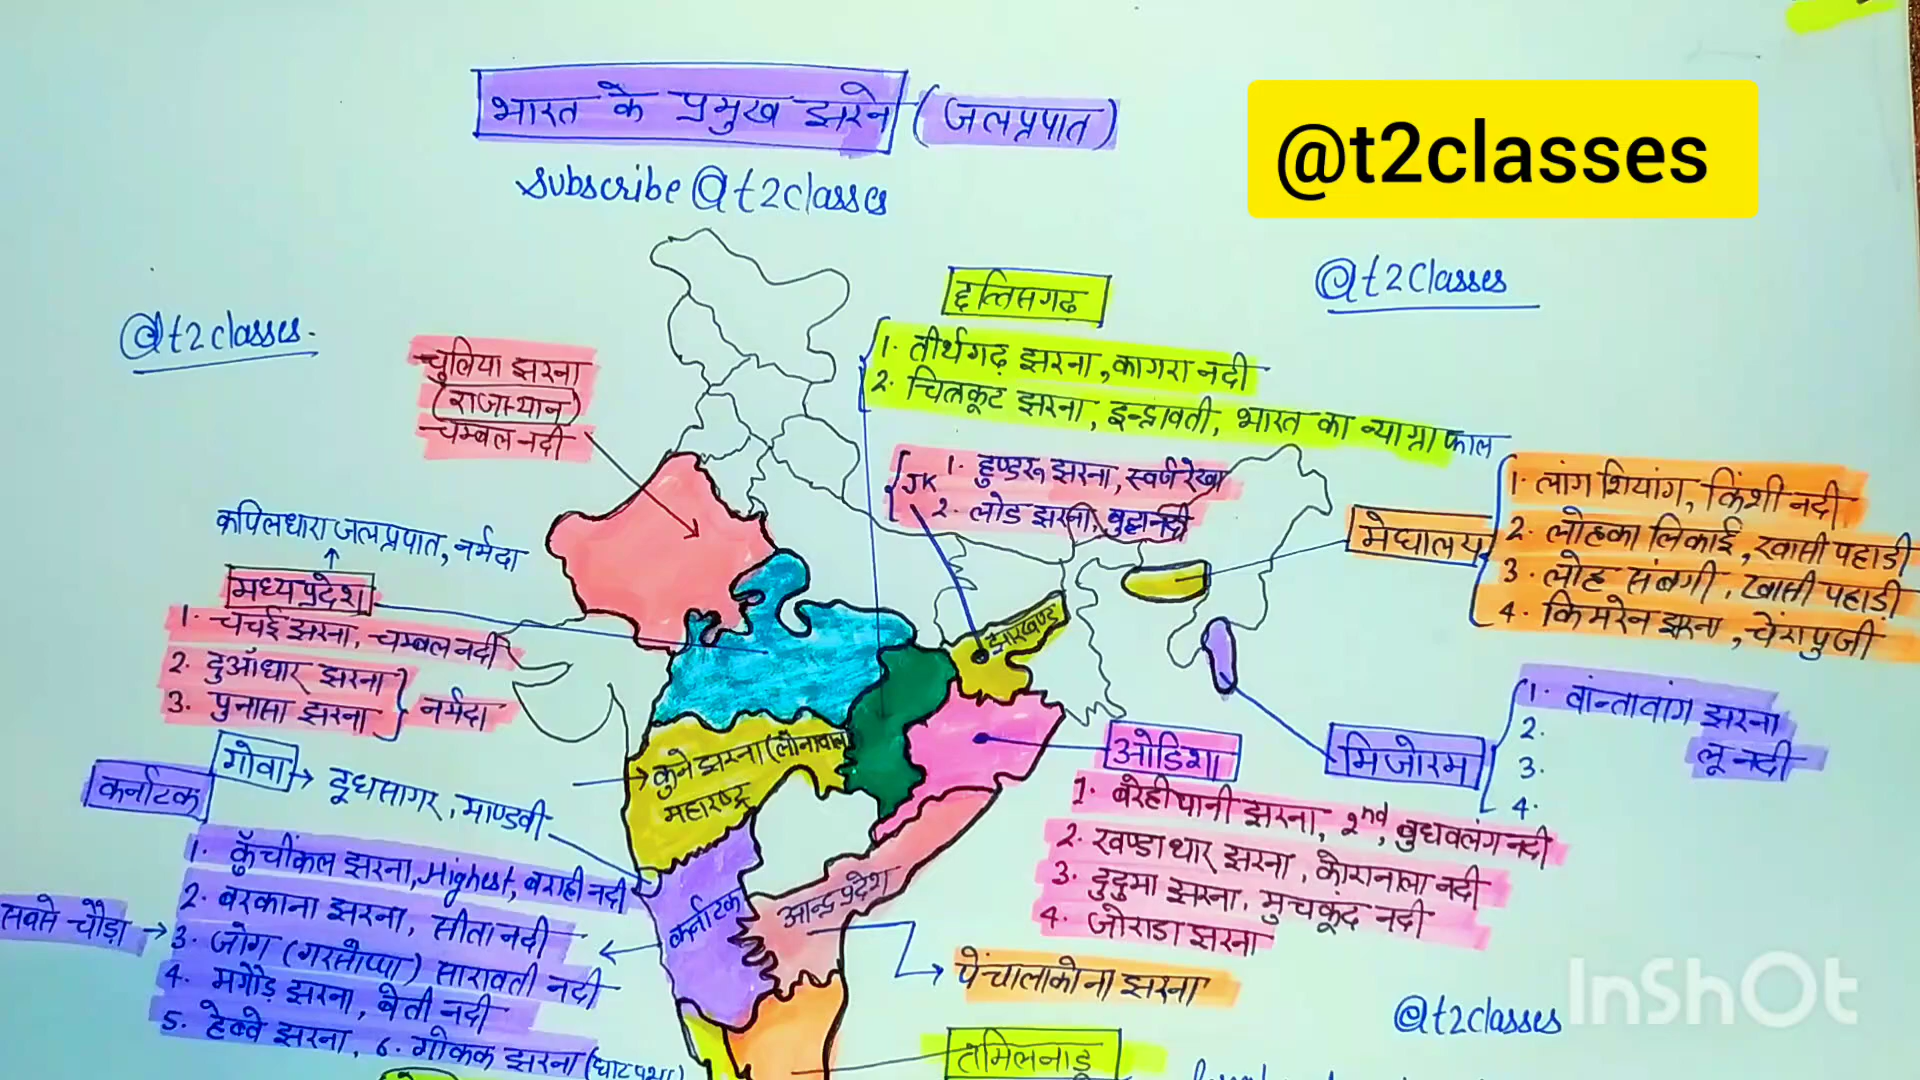 भारत के प्रमुख झरने (जलप्रपात)
@t2classes
subscribe @t2classes
@t2classes
@t2classes.
छत्तिसगढ
1. तीर्थगढ़ झरना, कागरा नदी
2. चित्रकूट झरना, इन्द्रावती, भारत का न्याग्रा फाल
चुलिया झरना
(राजस्थान)
चम्बल नदी
JK
1. हुण्डरू झरना, स्वर्ण रेखा
2. लोड झरना, बुहा नदी
मेघालय
1. लांग शियांग, किंशी नदी
2. लोहका लिकाई, खासी पहाडी
3. लोह संबगी, खासी पहाड़ी
4. किमरेन झरना, चेरापुजी
कपिलधारा जलप्रपात, नर्मदा
मध्यप्रदेश
1. चचई झरना, चम्बल नदी
2. दुआँधार झरना
3. पुनासा झरना
नर्मदा
झारखण्ड
मिजोरम
1. वान्तावांग झरना
2.
लू नदी
3.
4.
गोवा → दूधसागर, माण्डवी
कुने झरना (लोनावाल
महाराष्ट्र
ओडिशा
1. बरेहीपानी झरना, 2nd, बुधवलंग नदी
2. खण्डाधार झरना, कोरानाला नदी
3. दुदुमा झरना, मुचकुंद नदी
4. जोराडा झरना
कर्नाटक
1. कुँचीकल झरना, Highest, बराही नदी
2. बरकाना झरना, सीता नदी
सबसे चौड़ा → 3. जोग (गरसोप्पा) सारावती नदी
4. मगौड़ झरना, बेती नदी
5. हेब्बे झरना, 6. गोकक झरना (घाटप्रभा)
कर्नाटक
आन्ध्र प्रदेश
पेंचालाकोना झरना
@t2classes
InShOt
तमिलनाडू